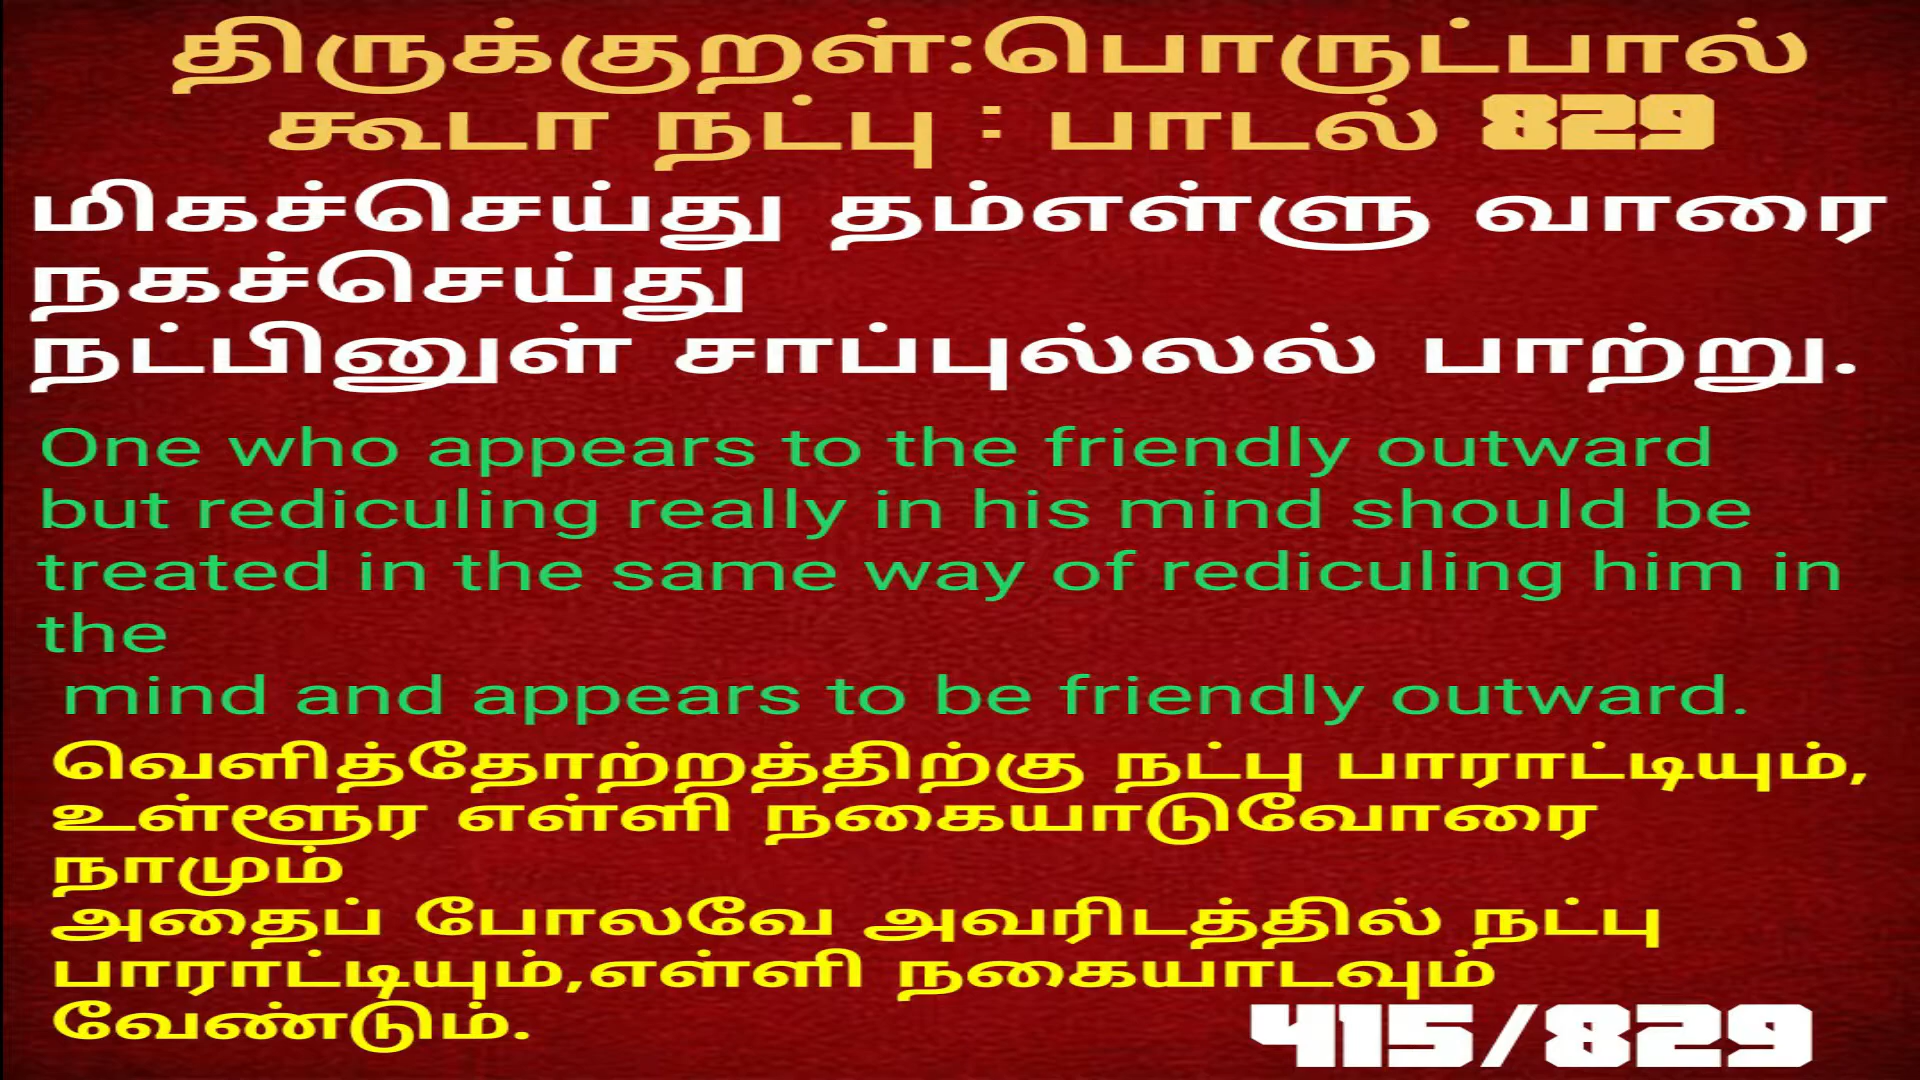 திருக்குறள்:பொருட்பால்
கூடா நட்பு : பாடல் 829
மிகச்செய்து தம்எள்ளு வாரை
நகச்செய்து
நட்பினுள் சாப்புல்லல் பாற்று.
One who appears to the friendly outward
but rediculing really in his mind should be
treated in the same way of rediculing him in
the
mind and appears to be friendly outward.
வெளித்தோற்றத்திற்கு நட்பு பாராட்டியும்,
உள்ளூர எள்ளி நகையாடுவோரை
நாமும்
அதைப் போலவே அவரிடத்தில் நட்பு
பாராட்டியும்,எள்ளி நகையாடவும்
வேண்டும்.
415/829